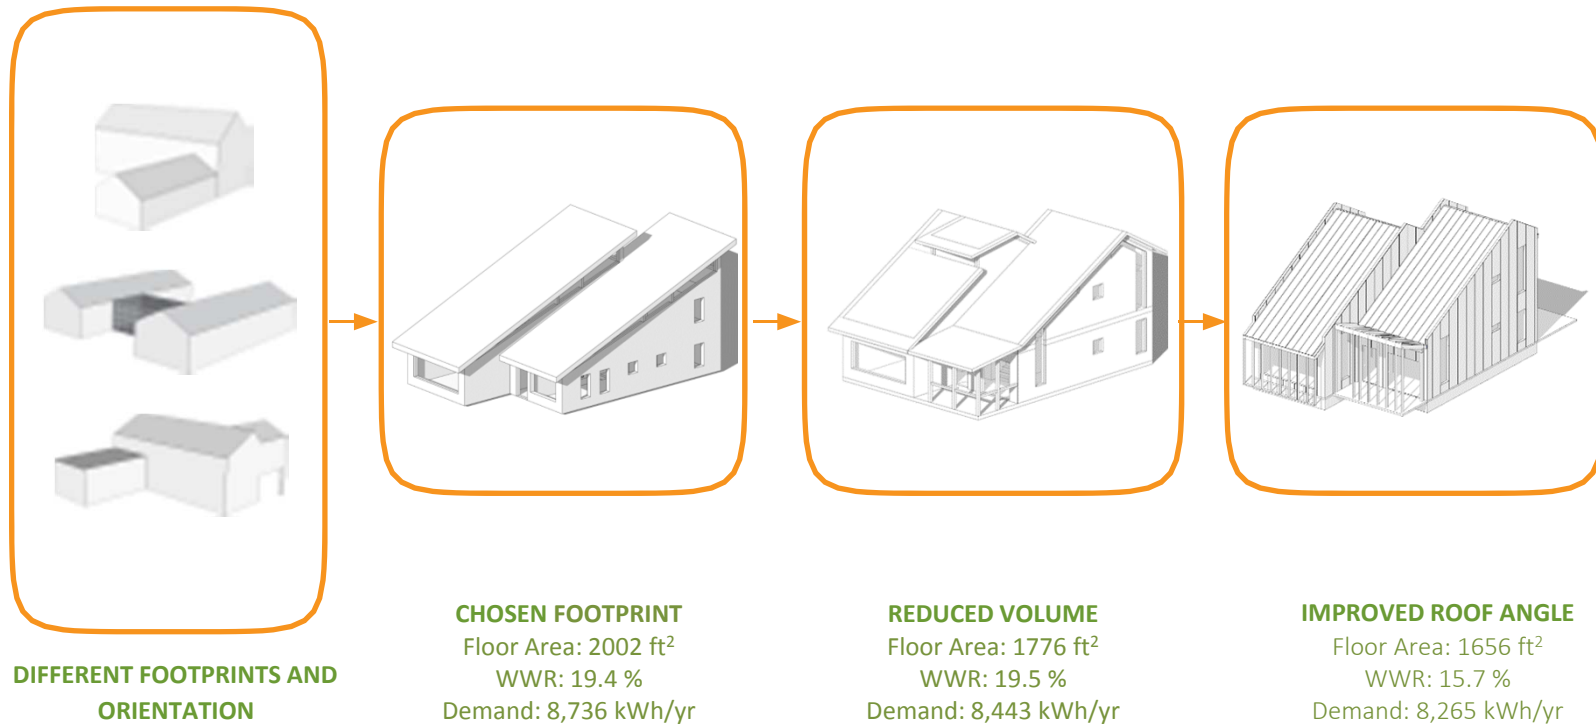 DIFFERENT FOOTPRINTS AND
ORIENTATION
CHOSEN FOOTPRINT
Floor Area: 2002 ft²
WWR: 19.4 %
Demand: 8,736 kWh/yr
REDUCED VOLUME
Floor Area: 1776 ft²
WWR: 19.5 %
Demand: 8,443 kWh/yr
IMPROVED ROOF ANGLE
Floor Area: 1656 ft²
WWR: 15.7 %
Demand: 8,265 kWh/yr